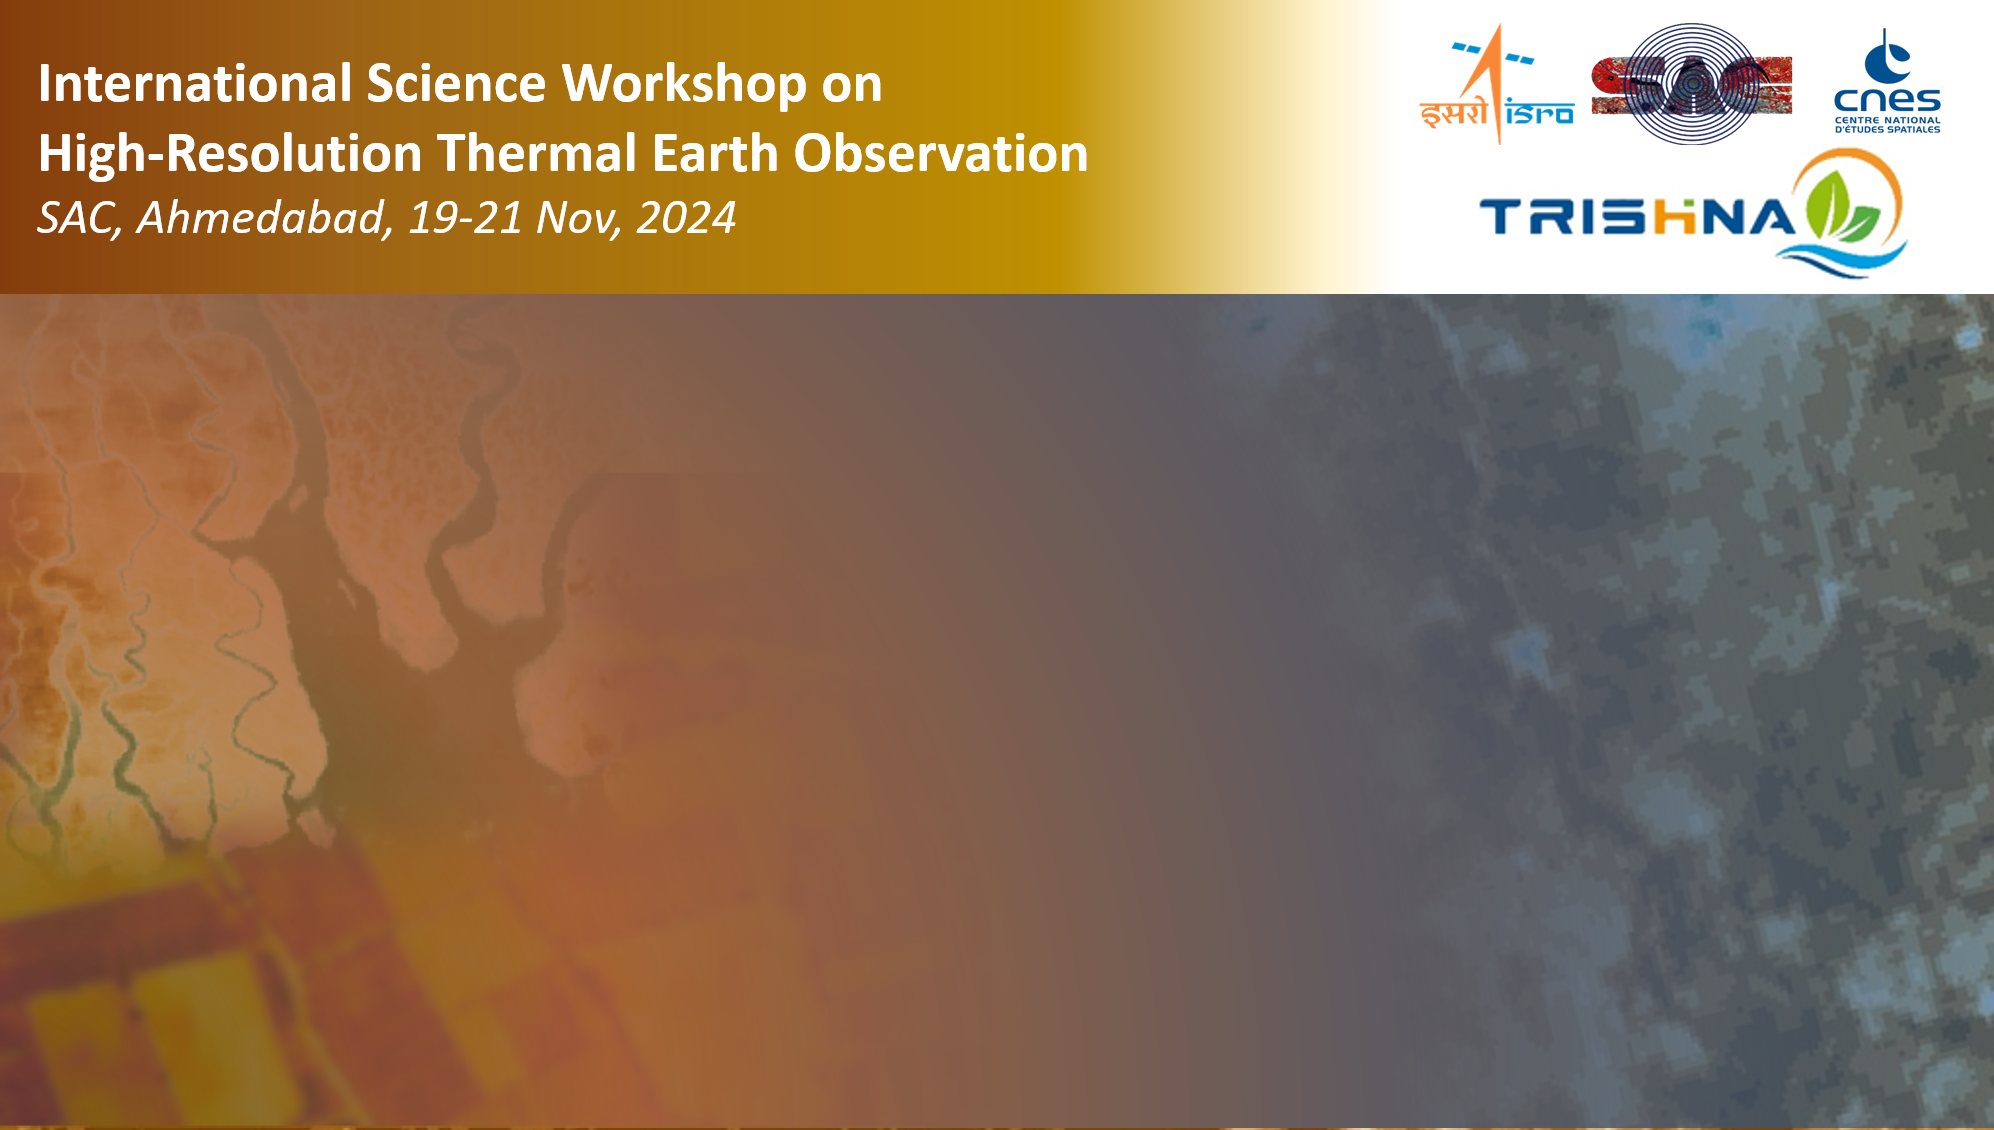 International Science Workshop on
High-Resolution Thermal Earth Observation
SAC, Ahmedabad, 19-21 Nov, 2024
इसरो isro
SAC
cnes
CENTRE NATIONAL
D'ÉTUDES SPATIALES
TRISHNA